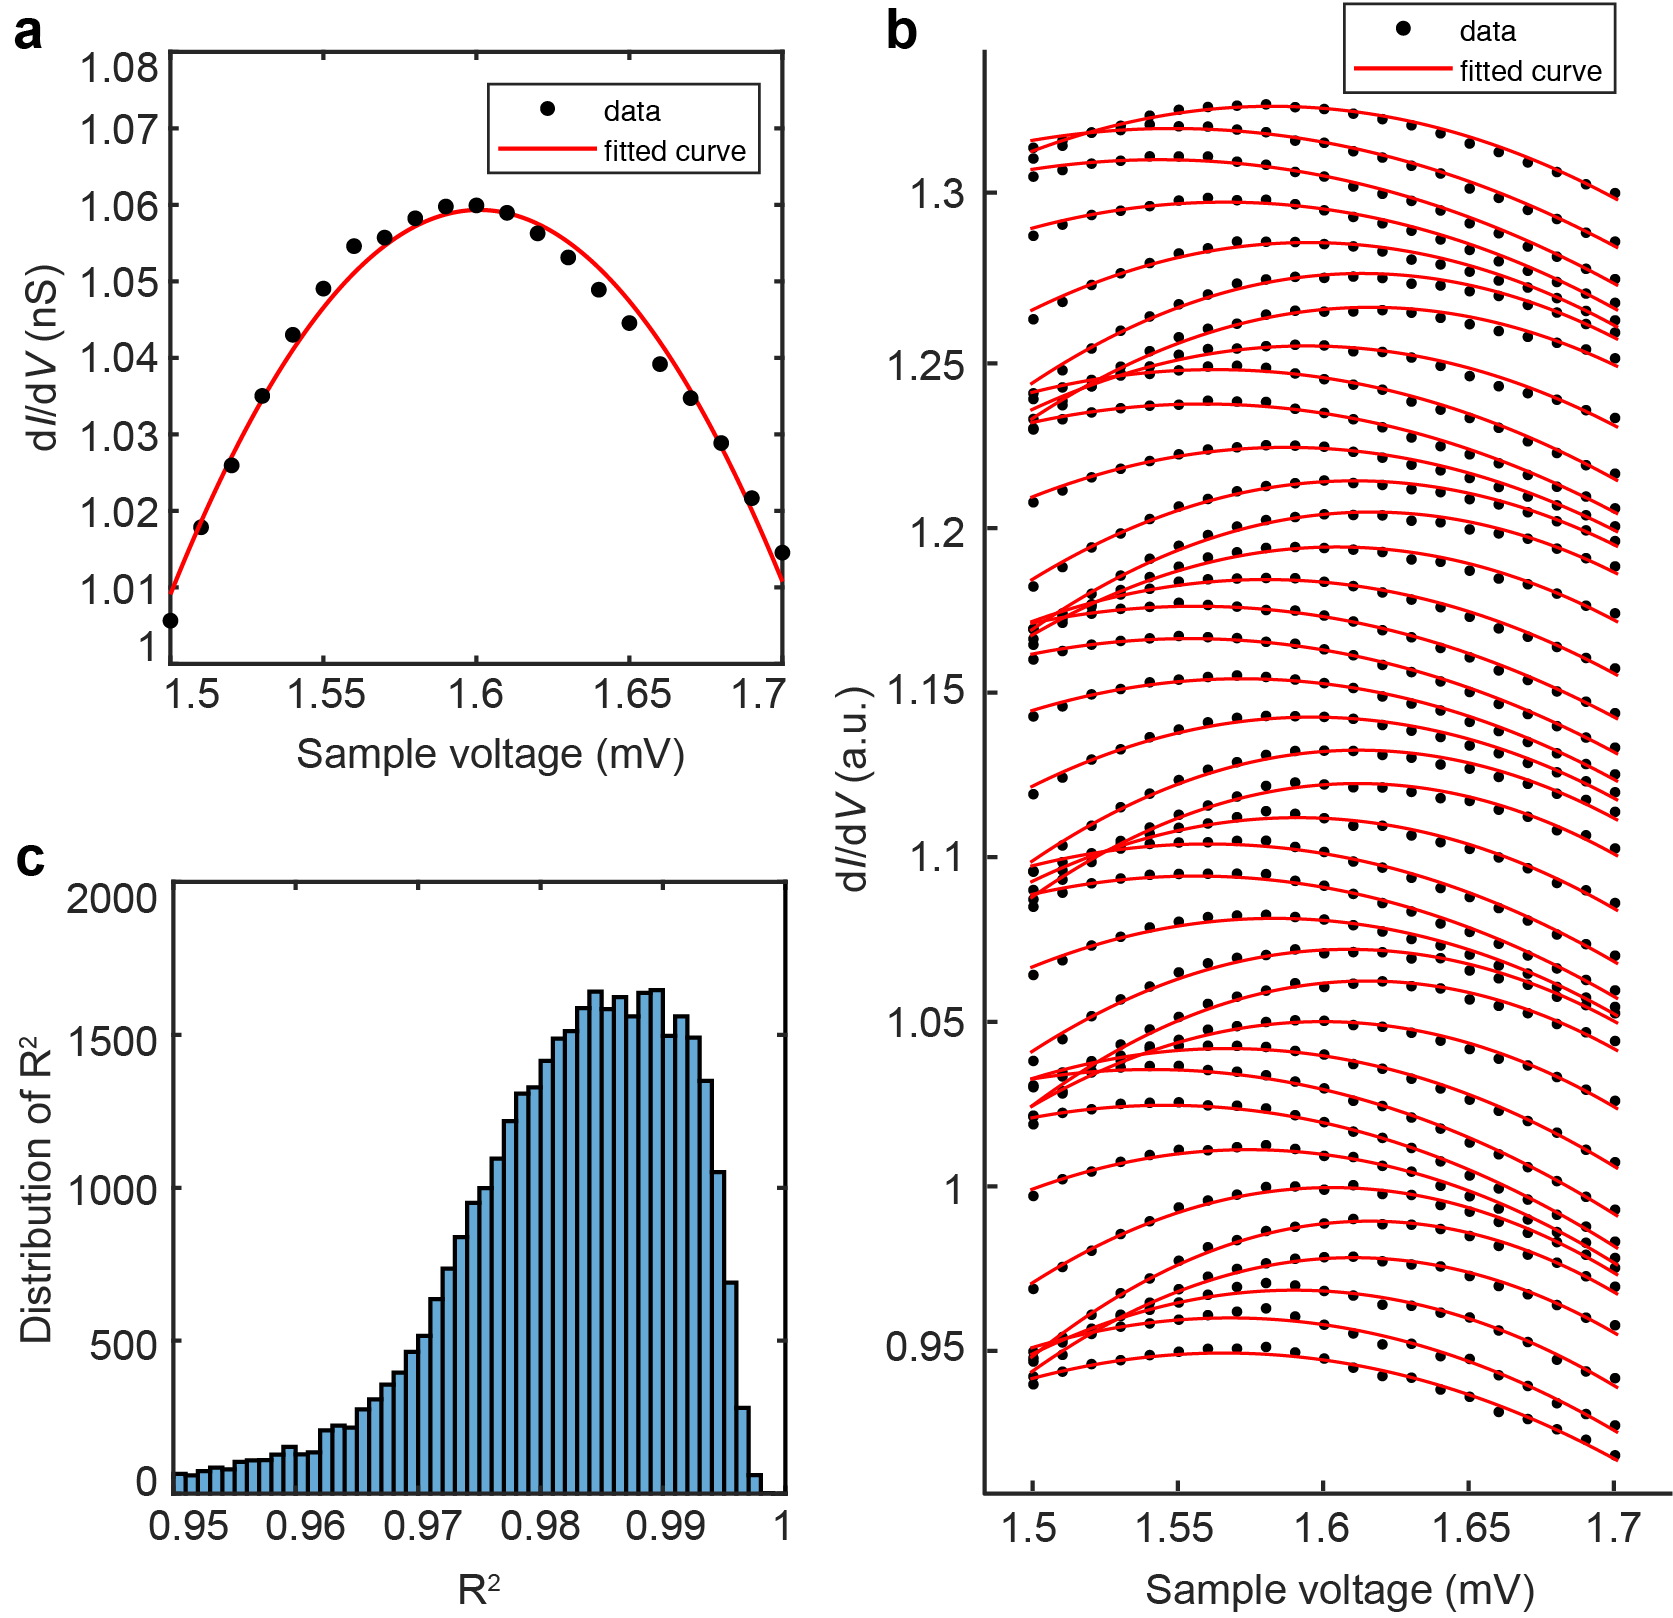 a
1.08
1.07
1.06
1.05
1.04
1.03
1.02
1.01
1
dI/dV (nS)
data
fitted curve
1.5
1.55
1.6
1.65
1.7
Sample voltage (mV)
b
data
fitted curve
1.3
1.25
1.2
1.15
1.1
1.05
1
0.95
dI/dV (a.u.)
1.5
1.55
1.6
1.65
1.7
Sample voltage (mV)
c
2000
1500
1000
500
0
Distribution of R²
0.95
0.96
0.97
0.98
0.99
1
R²